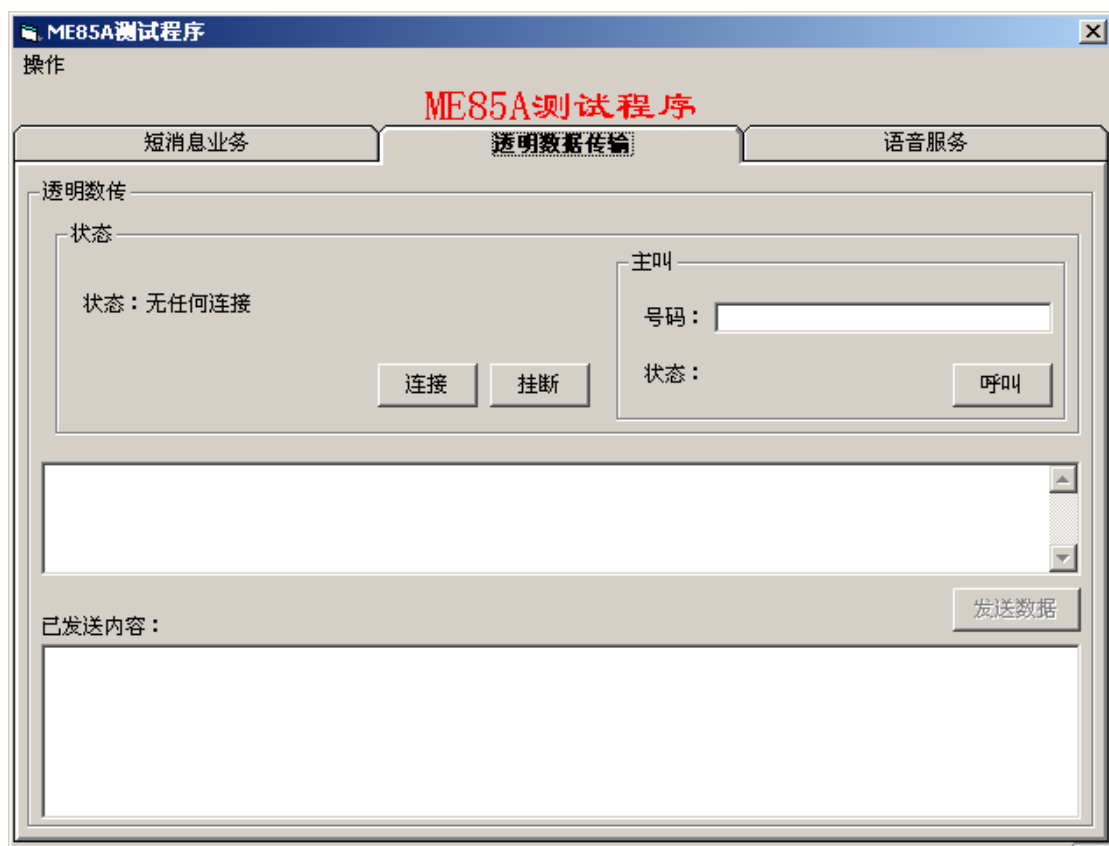 ME85A测试程序
操作
ME85A测试程序
短消息业务 透明数据传输 语音服务
透明数传
状态
主叫
状态：无任何连接
号码：
连接 挂断
状态：
呼叫
发送数据
已发送内容：